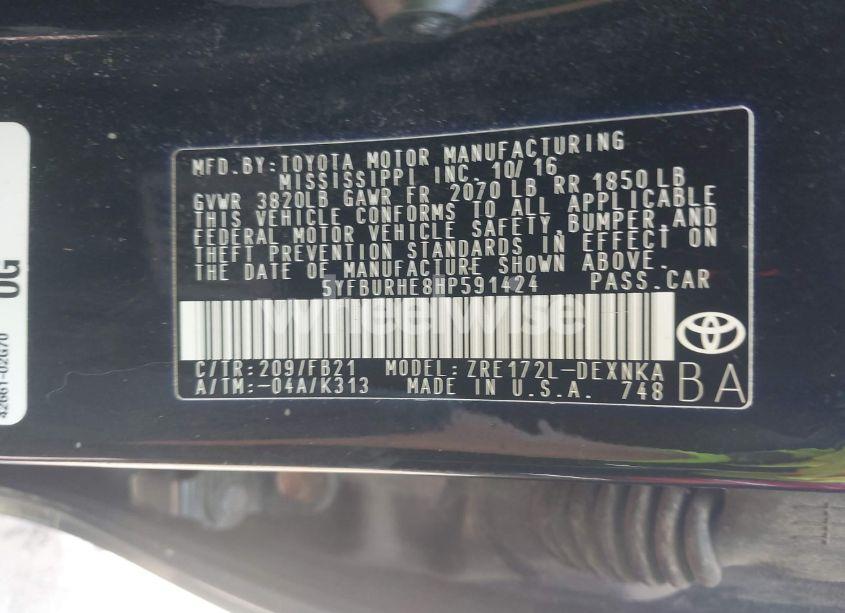 MFD.BY:TOYOTA MOTOR MANUFACTURING
MISSISSIPPI INC. 10/16
GVWR 3820LB GAWR FR 2070 LB RR 1850 LB
THIS VEHICLE CONFORMS TO ALL APPLICABLE
FEDERAL MOTOR VEHICLE SAFETY,BUMPER,AND
THEFT PREVENTION STANDARDS IN EFFECT ON
THE DATE OF MANUFACTURE SHOWN ABOVE.
5YFBURHE8HP591424 PASS.CAR
wheelwise
C/TR:209/FB21 MODEL:ZRE172L-DEXNKA
A/TM:-04A/K313 MADE IN U.S.A. 748
BA
42661-02G70
0G